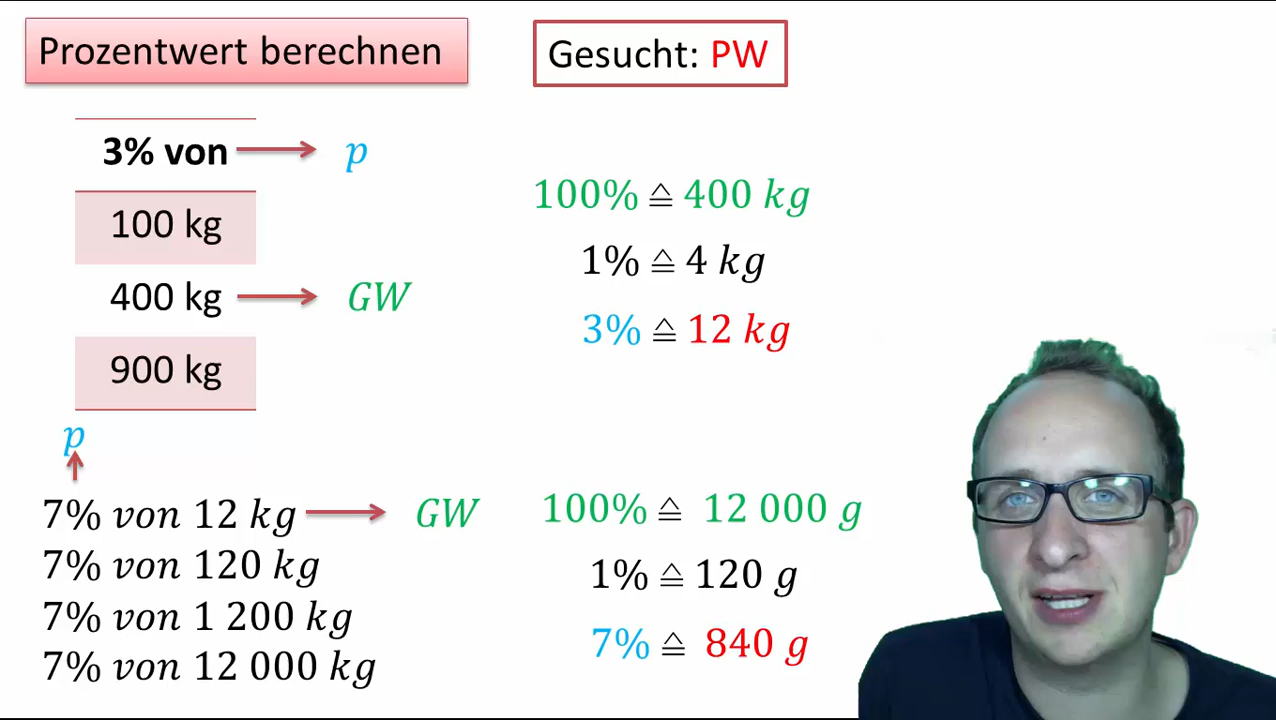 Prozentwert berechnen
Gesucht: PW
3% von → p
100 kg
400 kg → GW
900 kg
100% ≙ 400 kg
1% ≙ 4 kg
3% ≙ 12 kg
p
7% von 12 kg → GW
7% von 120 kg
7% von 1 200 kg
7% von 12 000 kg
100% ≙ 12 000 g
1% ≙ 120 g
7% ≙ 840 g